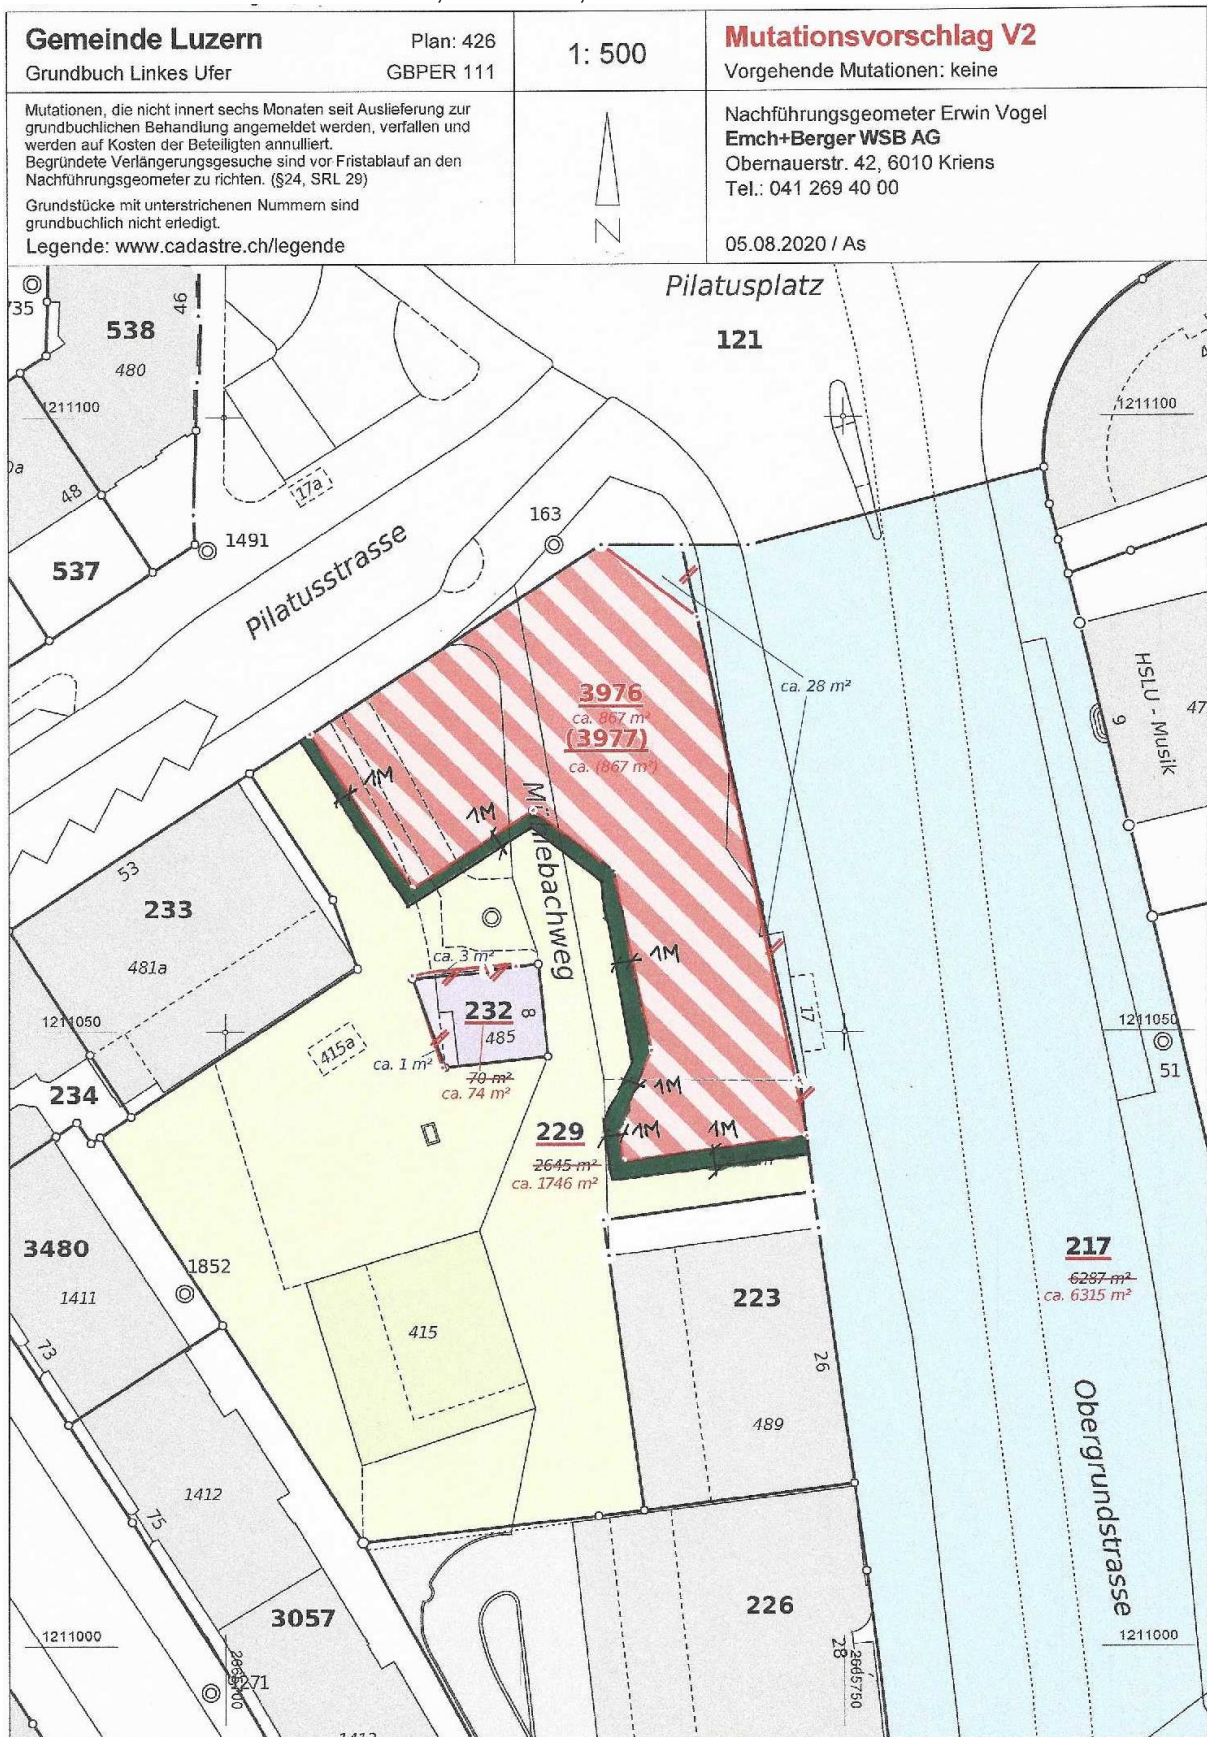 Gemeinde Luzern
Plan: 426
Grundbuch Linkes Ufer
GBPER 111
1: 500
Mutationsvorschlag V2
Vorgehende Mutationen: keine
Mutationen, die nicht innert sechs Monaten seit Auslieferung zur
grundbuchlichen Behandlung angemeldet werden, verfallen und
werden auf Kosten der Beteiligten annulliert.
Begründete Verlängerungsgesuche sind vor Fristablauf an den
Nachführungsgeometer zu richten. (§24, SRL 29)
Grundstücke mit unterstrichenen Nummern sind
grundbuchlich nicht erledigt.
Legende: www.cadastre.ch/legende
N
Nachführungsgeometer Erwin Vogel
Emch+Berger WSB AG
Obernauerstr. 42, 6010 Kriens
Tel.: 041 269 40 00
05.08.2020 / As
Pilatusplatz
121
735
538
480
46
1211100
1211100
48
17a
163
1491
537
Pilatusstrasse
3976
ca. 867 m²
(3977)
ca. (867 m²)
ca. 28 m²
HSLU - Musik
9
47
1M
1M
Mühlebachweg
53
233
481a
ca. 3 m²
1M
232
8
485
17
1211050
1211050
415a
ca. 1 m²
70 m²
ca. 74 m²
51
234
1M
229
1M
1M
2645 m²
ca. 1746 m²
3480
1411
1852
217
6287 m²
ca. 6315 m²
223
415
73
26
489
Obergrundstrasse
1412
75
3057
226
1211000
1211000
28
2665750
1271
1413